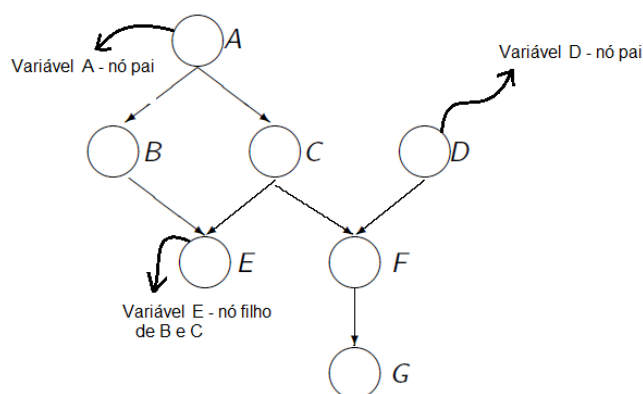 A
Variável A - nó pai
Variável D - nó pai
B
C
D
E
F
Variável E - nó filho
de B e C
G